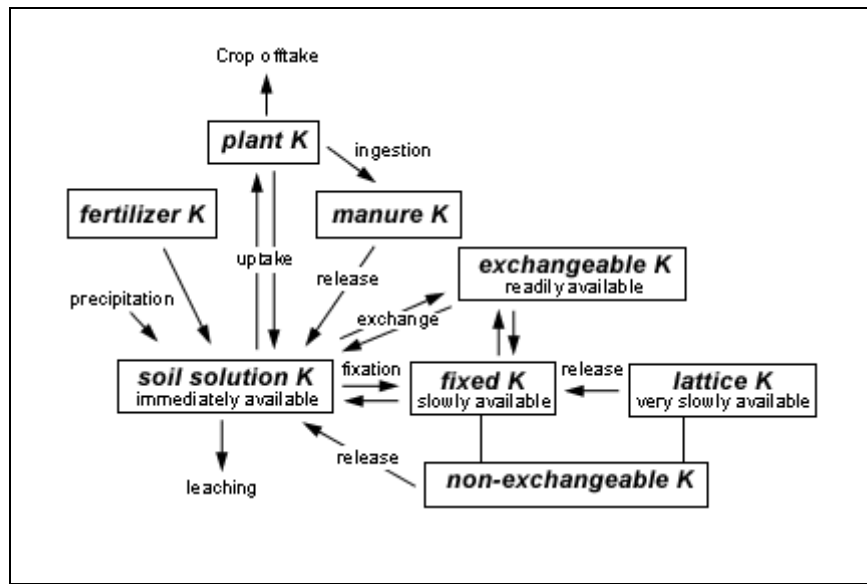 Crop offtake
plant K
ingestion
fertilizer K
manure K
uptake
release
exchangeable K
readily available
precipitation
exchange
soil solution K
immediately available
fixation
fixed K
slowly available
release
lattice K
very slowly available
release
leaching
non-exchangeable K